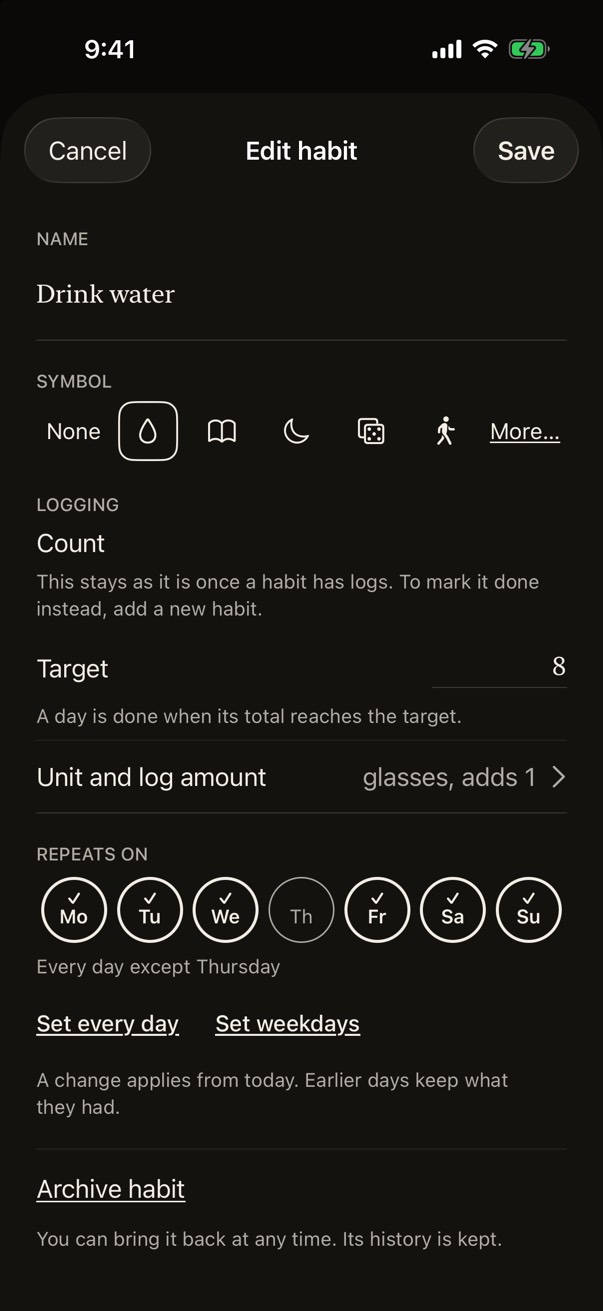 9:41
Cancel
Edit habit
Save
NAME
Drink water
SYMBOL
None
More...
LOGGING
Count
This stays as it is once a habit has logs. To mark it done
instead, add a new habit.
Target
8
A day is done when its total reaches the target.
Unit and log amount
glasses, adds 1
REPEATS ON
Mo Tu We Th Fr Sa Su
Every day except Thursday
Set every day
Set weekdays
A change applies from today. Earlier days keep what
they had.
Archive habit
You can bring it back at any time. Its history is kept.